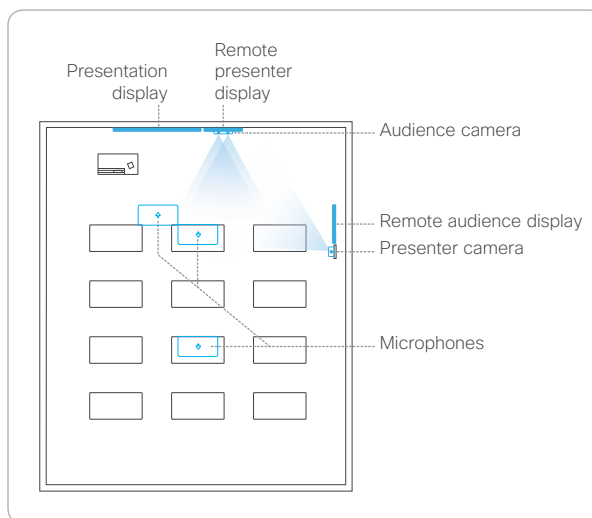 Remote
presenter
display
Presentation
display
Audience camera
Remote audience display
Presenter camera
Microphones